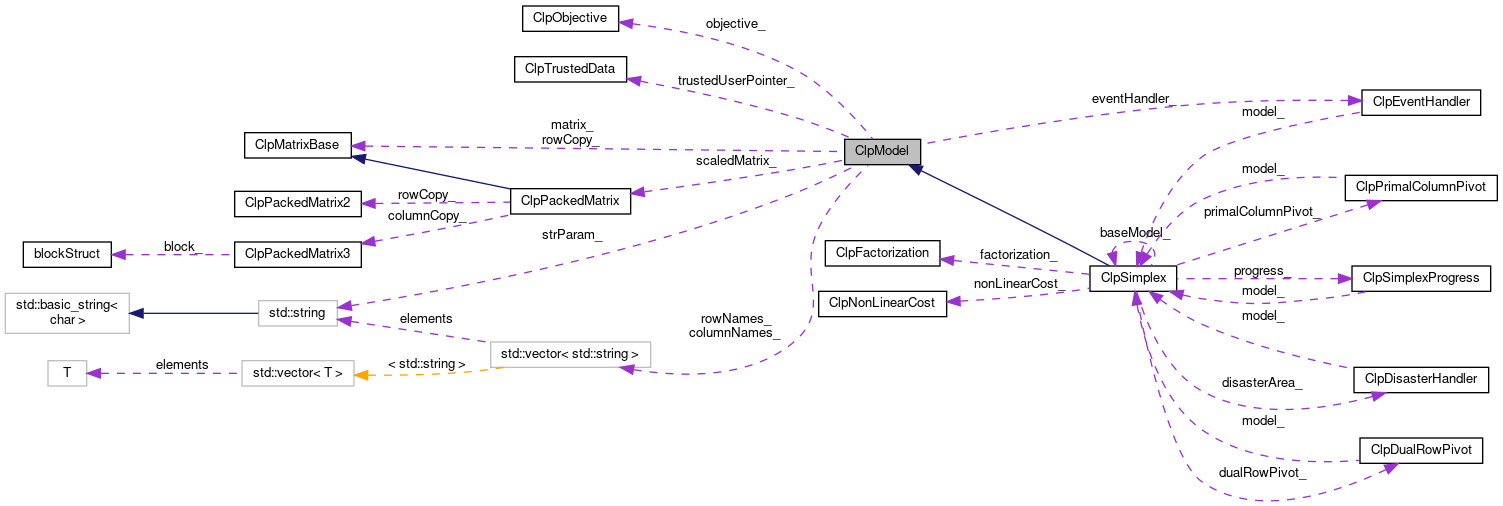 ClpObjective
objective_
ClpTrustedData
trustedUserPointer_
eventHandler_
ClpEventHandler
model_
matrix_
rowCopy_
ClpMatrixBase
ClpModel
scaledMatrix_
model_
ClpPrimalColumnPivot
rowCopy_
ClpPackedMatrix2
ClpPackedMatrix
columnCopy_
primalColumnPivot_
strParam_
baseModel_
block_
blockStruct
ClpPackedMatrix3
ClpFactorization
factorization_
ClpSimplex
progress_
ClpSimplexProgress
nonLinearCost_
model_
ClpNonLinearCost
std::basic_string<
char >
std::string
elements
rowNames_
columnNames_
model_
std::vector< std::string >
< std::string >
elements
T
std::vector< T >
disasterArea_
ClpDisasterHandler
model_
ClpDualRowPivot
dualRowPivot_